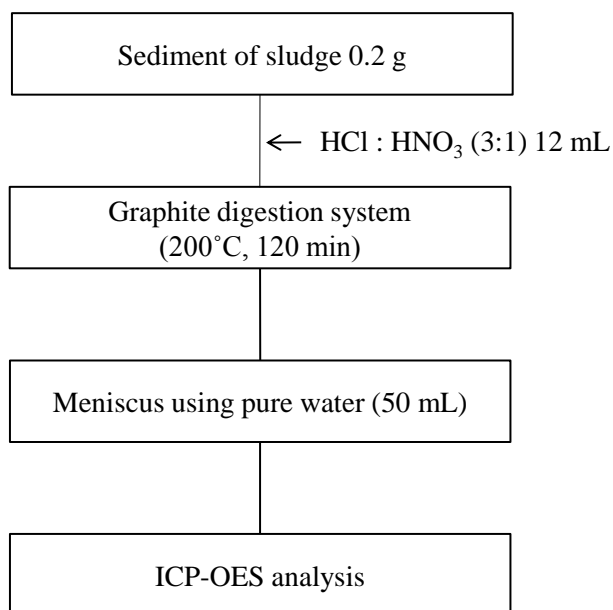 Sediment of sludge 0.2 g
← HCl : HNO₃ (3:1) 12 mL
Graphite digestion system
(200˚C, 120 min)
Meniscus using pure water (50 mL)
ICP-OES analysis